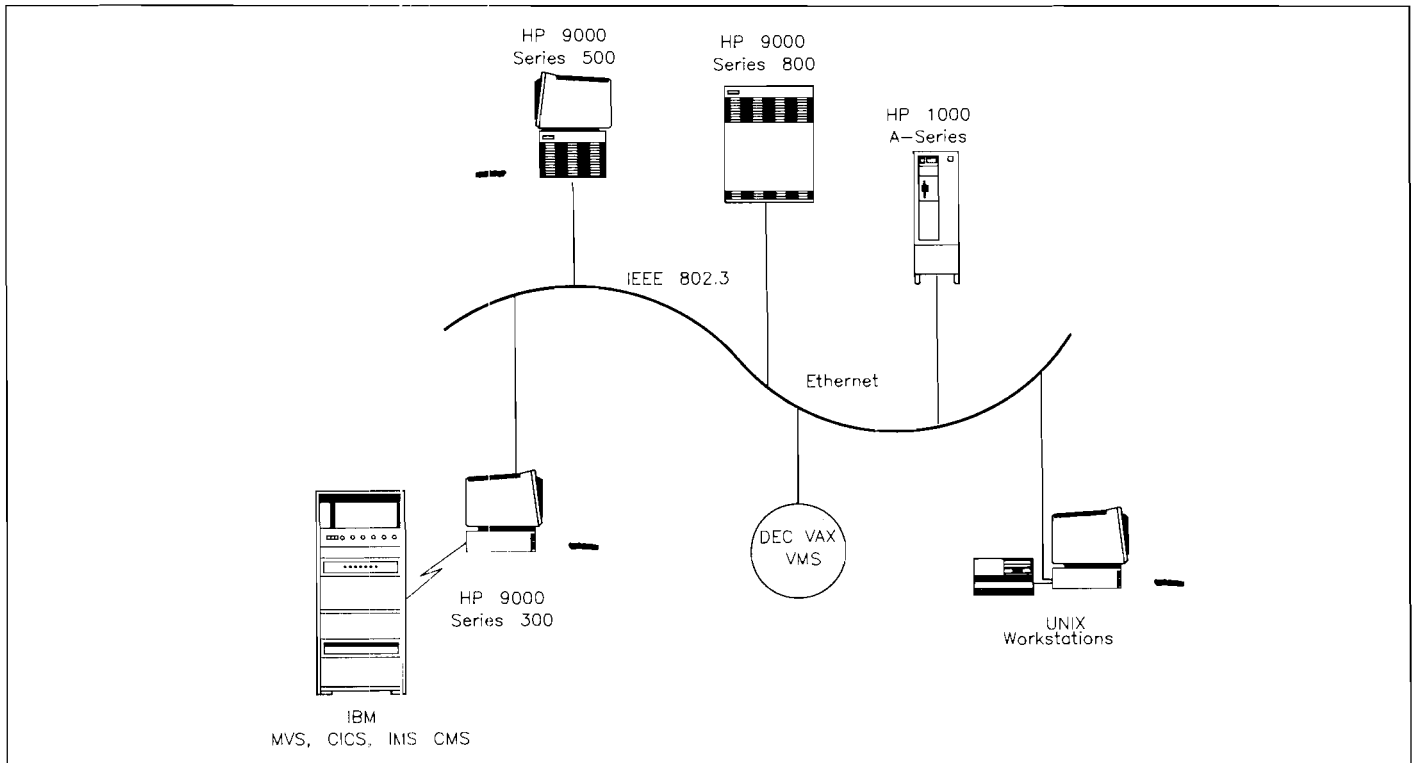 HP 9000
Series 500
HP 9000
Series 800
HP 1000
A-Series
IEEE 802.3
Ethernet
DEC VAX
VMS
HP 9000
Series 300
UNIX
Workstations
IBM
MVS, CICS, IMS CMS